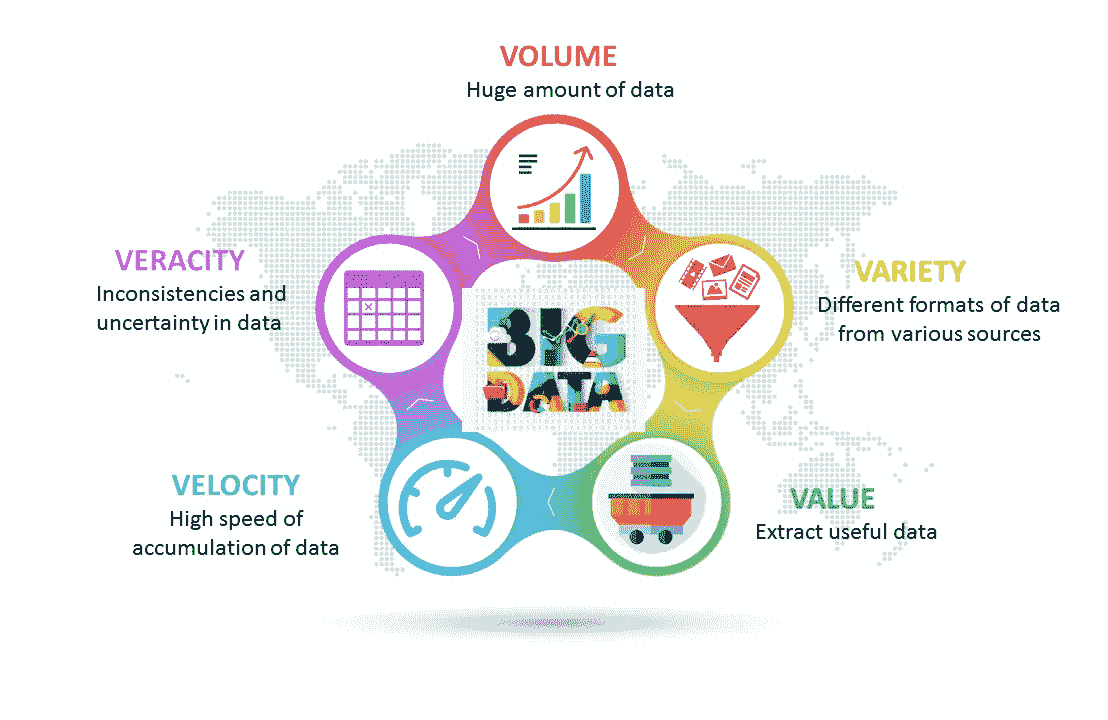 VOLUME
Huge amount of data
VERACITY
Inconsistencies and
uncertainty in data
VARIETY
Different formats of data
from various sources
BIG
DATA
VELOCITY
High speed of
accumulation of data
VALUE
Extract useful data